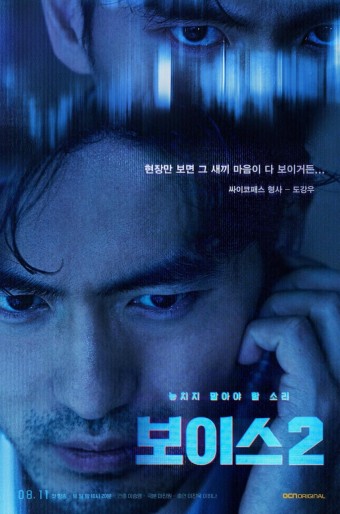 현장만 보면 그 새끼 마음이 다 보이거든...
싸이코패스 형사 – 도강우
놓치지 말아야 할 소리
보이스2
08.11
OCN ORIGINAL